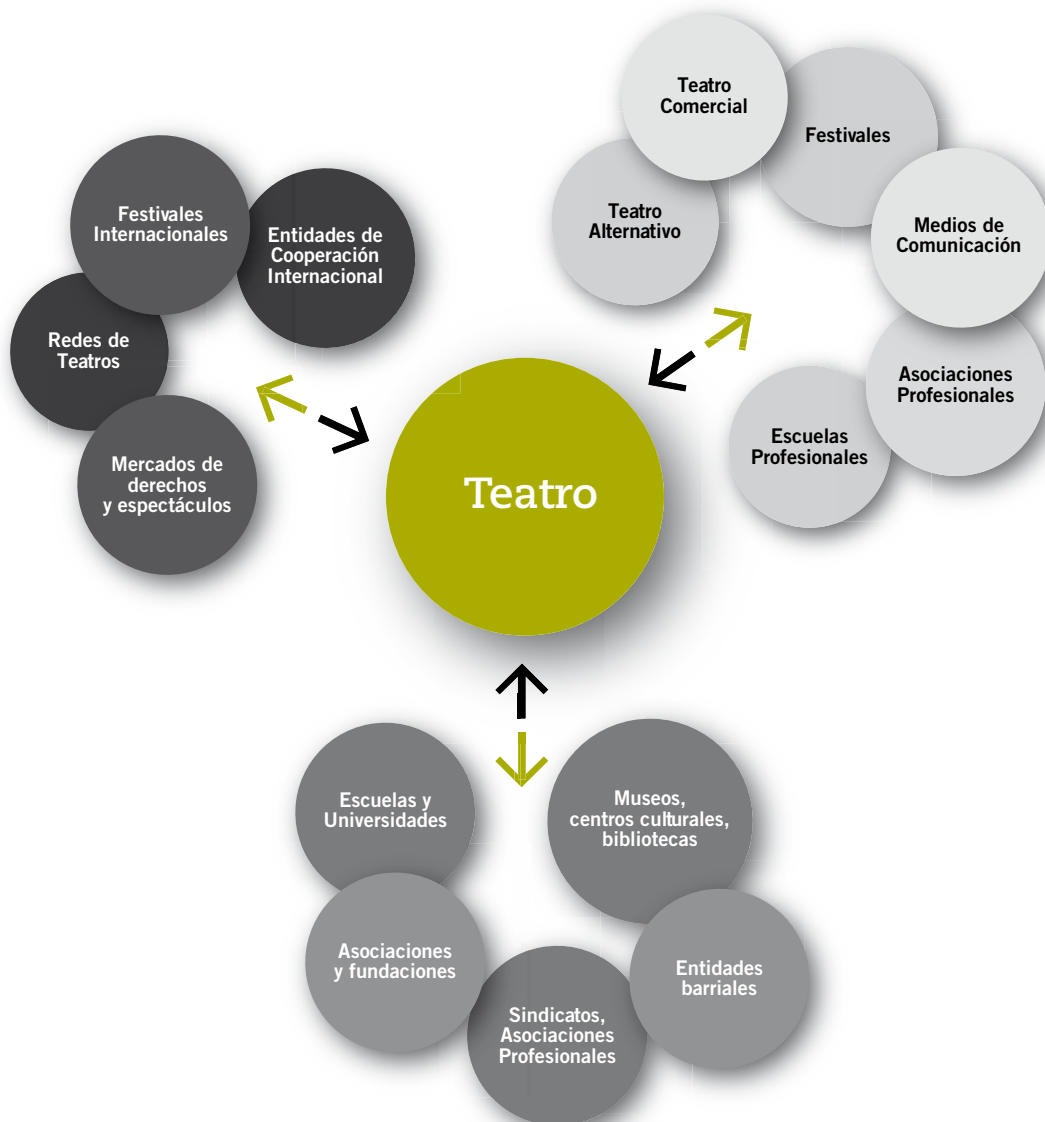 Teatro
Comercial
Festivales
Teatro
Alternativo
Medios de
Comunicación
Asociaciones
Profesionales
Escuelas
Profesionales
Festivales
Internacionales
Entidades de
Cooperación
Internacional
Redes de
Teatros
Mercados de
derechos
y espectáculos
Teatro
Escuelas y
Universidades
Museos,
centros culturales,
bibliotecas
Asociaciones
y fundaciones
Entidades
barriales
Sindicatos,
Asociaciones
Profesionales